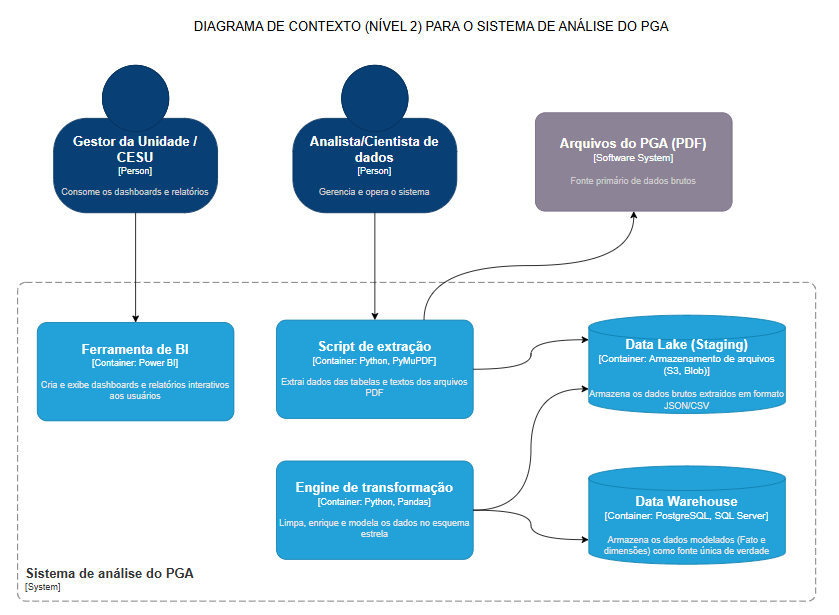 DIAGRAMA DE CONTEXTO (NÍVEL 2) PARA O SISTEMA DE ANÁLISE DO PGA
Gestor da Unidade /
CESU
[Person]
Consome os dashboards e relatórios
Analista/Cientista de
dados
[Person]
Gerencia e opera o sistema
Arquivos do PGA (PDF)
[Software System]
Fonte primário de dados brutos
Ferramenta de BI
[Container: Power BI]
Cria e exibe dashboards e relatórios interativos
aos usuários
Script de extração
[Container: Python, PyMuPDF]
Extrai dados das tabelas e textos dos arquivos
PDF
Data Lake (Staging)
[Container: Armazenamento de arquivos
(S3, Blob)]
Armazena os dados brutos extraidos em formato
JSON/CSV
Engine de transformação
[Container: Python, Pandas]
Limpa, enrique e modela os dados no esquema
estrela
Data Warehouse
[Container: PostgreSQL, SQL Server]
Armazena os dados modelados (Fato e
dimensões) como fonte única de verdade
Sistema de análise do PGA
[System]